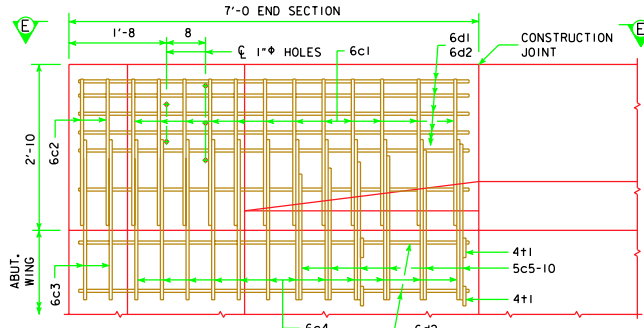 7'-0 END SECTION
E
E
1'-8
8
℄ 1"φ HOLES
6c1
6d1
6d2
CONSTRUCTION
JOINT
2'-10
6c2
ABUT.
WING
6c3
4t1
5c5-10
4t1
6c4
6d2